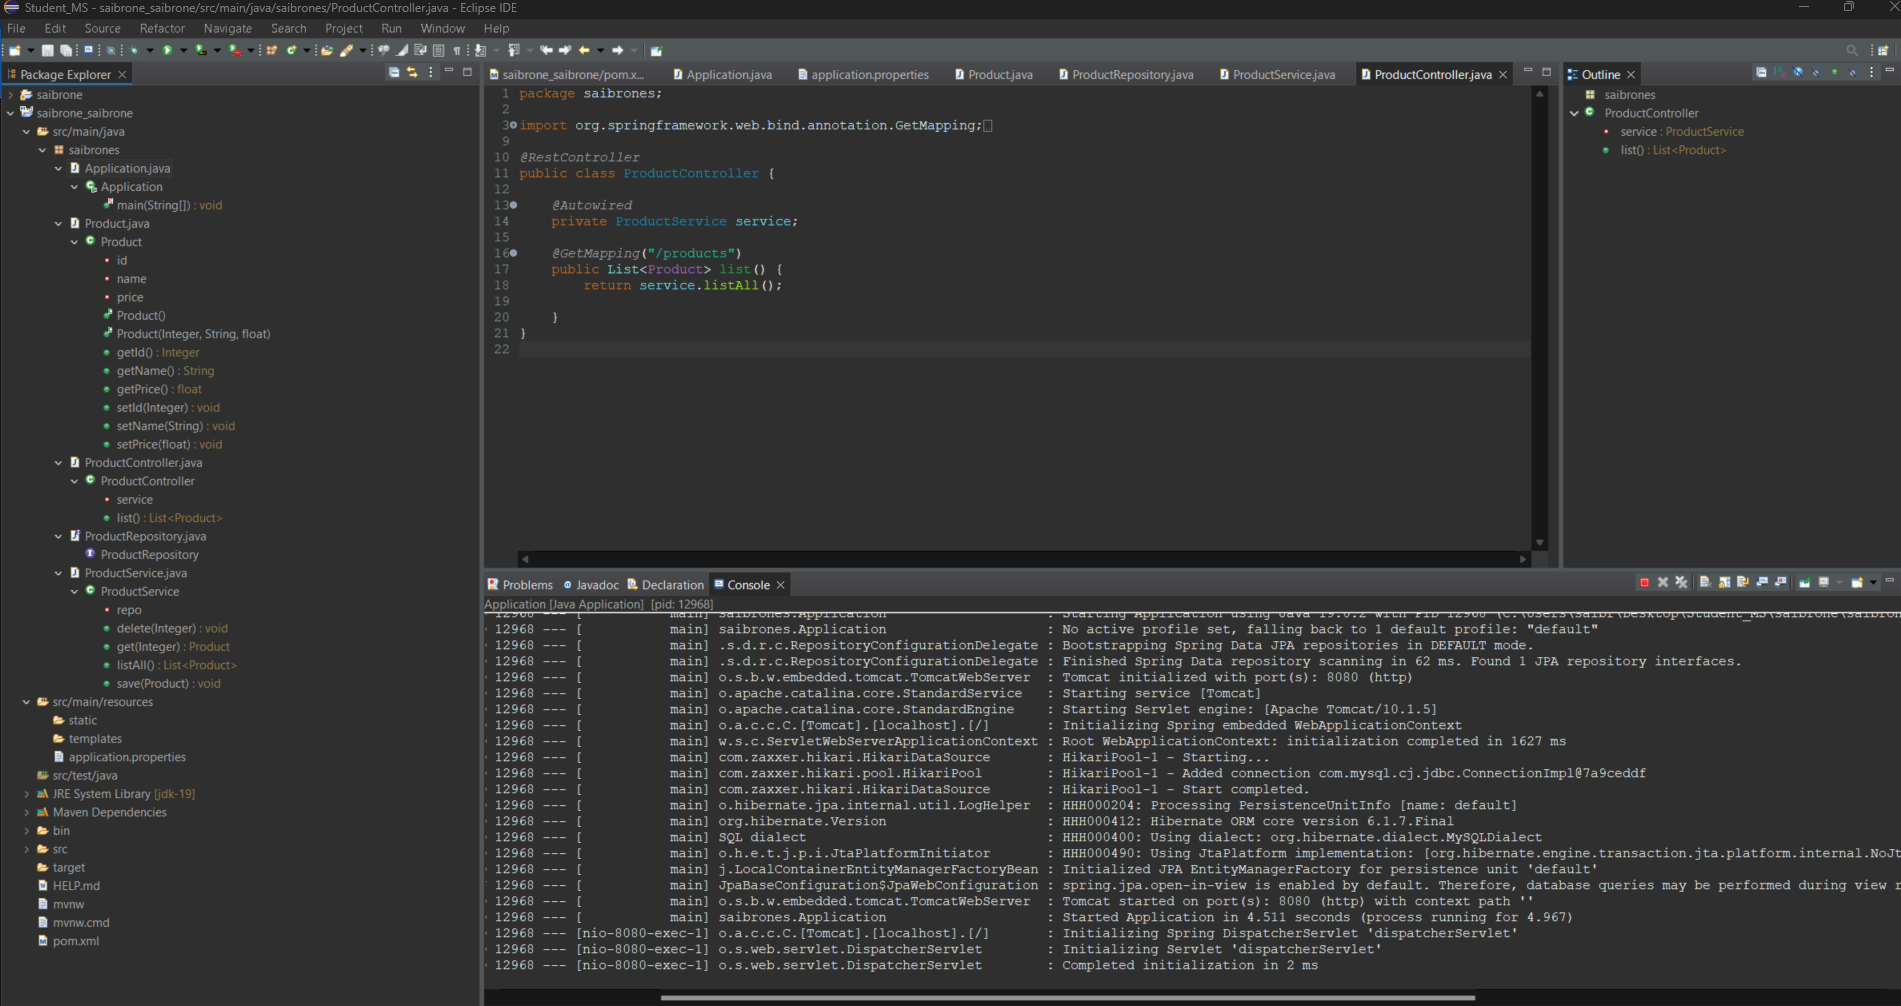 Student_MS - saibrone_saibrone/src/main/java/saibrones/ProductController.java - Eclipse IDE
File Edit Source Refactor Navigate Search Project Run Window Help
Package Explorer
saibrone
saibrone_saibrone
src/main/java
saibrones
Application.java
Application
main(String[]) : void
Product.java
Product
id
name
price
Product()
Product(Integer, String, float)
getId() : Integer
getName() : String
getPrice() : float
setId(Integer) : void
setName(String) : void
setPrice(float) : void
ProductController.java
ProductController
service
list() : List<Product>
ProductRepository.java
ProductRepository
ProductService.java
ProductService
repo
delete(Integer) : void
get(Integer) : Product
listAll() : List<Product>
save(Product) : void
src/main/resources
static
templates
application.properties
src/test/java
JRE System Library [jdk-19]
Maven Dependencies
bin
src
target
HELP.md
mvnw
mvnw.cmd
pom.xml
saibrone_saibrone/pom.x... Application.java application.properties Product.java ProductRepository.java ProductService.java ProductController.java
1 package saibrones;
2
3 import org.springframework.web.bind.annotation.GetMapping;
9
10 @RestController
11 public class ProductController {
12
13 @Autowired
14 private ProductService service;
15
16 @GetMapping("/products")
17 public List<Product> list() {
18 return service.listAll();
19
20 }
21 }
22
Outline
saibrones
ProductController
service : ProductService
list() : List<Product>
Problems Javadoc Declaration Console
Application [Java Application] [pid: 12968]
12968 --- [ main] saibrones.Application : Starting Application using Java 19.0.2 with PID 12968
12968 --- [ main] saibrones.Application : No active profile set, falling back to 1 default profile: "default"
12968 --- [ main] .s.d.r.c.RepositoryConfigurationDelegate : Bootstrapping Spring Data JPA repositories in DEFAULT mode.
12968 --- [ main] .s.d.r.c.RepositoryConfigurationDelegate : Finished Spring Data repository scanning in 62 ms. Found 1 JPA repository interfaces.
12968 --- [ main] o.s.b.w.embedded.tomcat.TomcatWebServer : Tomcat initialized with port(s): 8080 (http)
12968 --- [ main] o.apache.catalina.core.StandardService : Starting service [Tomcat]
12968 --- [ main] o.apache.catalina.core.StandardEngine : Starting Servlet engine: [Apache Tomcat/10.1.5]
12968 --- [ main] o.a.c.c.C.[Tomcat].[localhost].[/] : Initializing Spring embedded WebApplicationContext
12968 --- [ main] w.s.c.ServletWebServerApplicationContext : Root WebApplicationContext: initialization completed in 1627 ms
12968 --- [ main] com.zaxxer.hikari.HikariDataSource : HikariPool-1 - Starting...
12968 --- [ main] com.zaxxer.hikari.pool.HikariPool : HikariPool-1 - Added connection com.mysql.cj.jdbc.ConnectionImpl@7a9ceddf
12968 --- [ main] com.zaxxer.hikari.HikariDataSource : HikariPool-1 - Start completed.
12968 --- [ main] o.hibernate.jpa.internal.util.LogHelper : HHH000204: Processing PersistenceUnitInfo [name: default]
12968 --- [ main] org.hibernate.Version : HHH000412: Hibernate ORM core version 6.1.7.Final
12968 --- [ main] SQL dialect : HHH000400: Using dialect: org.hibernate.dialect.MySQLDialect
12968 --- [ main] o.h.e.t.j.p.i.JtaPlatformInitiator : HHH000490: Using JtaPlatform implementation: [org.hibernate.engine.transaction.jta.platform.internal.NoJt
12968 --- [ main] j.LocalContainerEntityManagerFactoryBean : Initialized JPA EntityManagerFactory for persistence unit 'default'
12968 --- [ main] JpaBaseConfiguration$JpaWebConfiguration : spring.jpa.open-in-view is enabled by default. Therefore, database queries may be performed during view r
12968 --- [ main] o.s.b.w.embedded.tomcat.TomcatWebServer : Tomcat started on port(s): 8080 (http) with context path ''
12968 --- [ main] saibrones.Application : Started Application in 4.511 seconds (process running for 4.967)
12968 --- [nio-8080-exec-1] o.a.c.c.C.[Tomcat].[localhost].[/] : Initializing Spring DispatcherServlet 'dispatcherServlet'
12968 --- [nio-8080-exec-1] o.s.web.servlet.DispatcherServlet : Initializing Servlet 'dispatcherServlet'
12968 --- [nio-8080-exec-1] o.s.web.servlet.DispatcherServlet : Completed initialization in 2 ms